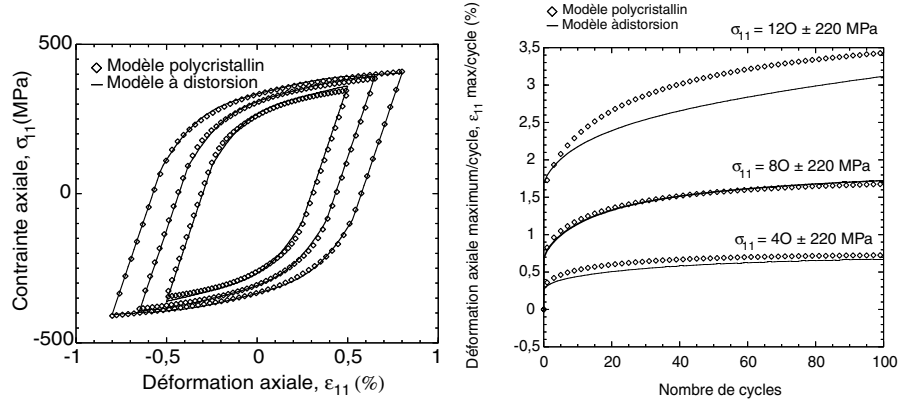 500
0
-500
Contrainte axiale, σ11(MPa)
◇ Modèle polycristallin
— Modèle à distorsion
-1
-0,5
0
0,5
1
Déformation axiale, ε11 (%)
◇ Modèle polycristallin
— Modèle àdistorsion
Déformation axiale maximum/cycle, ε11 max/cycle (%)
3,5
3
2,5
2
1,5
1
0,5
0
-0,5
σ11 = 12O ± 220 MPa
σ11 = 8O ± 220 MPa
σ11 = 4O ± 220 MPa
0
20
40
60
80
100
Nombre de cycles